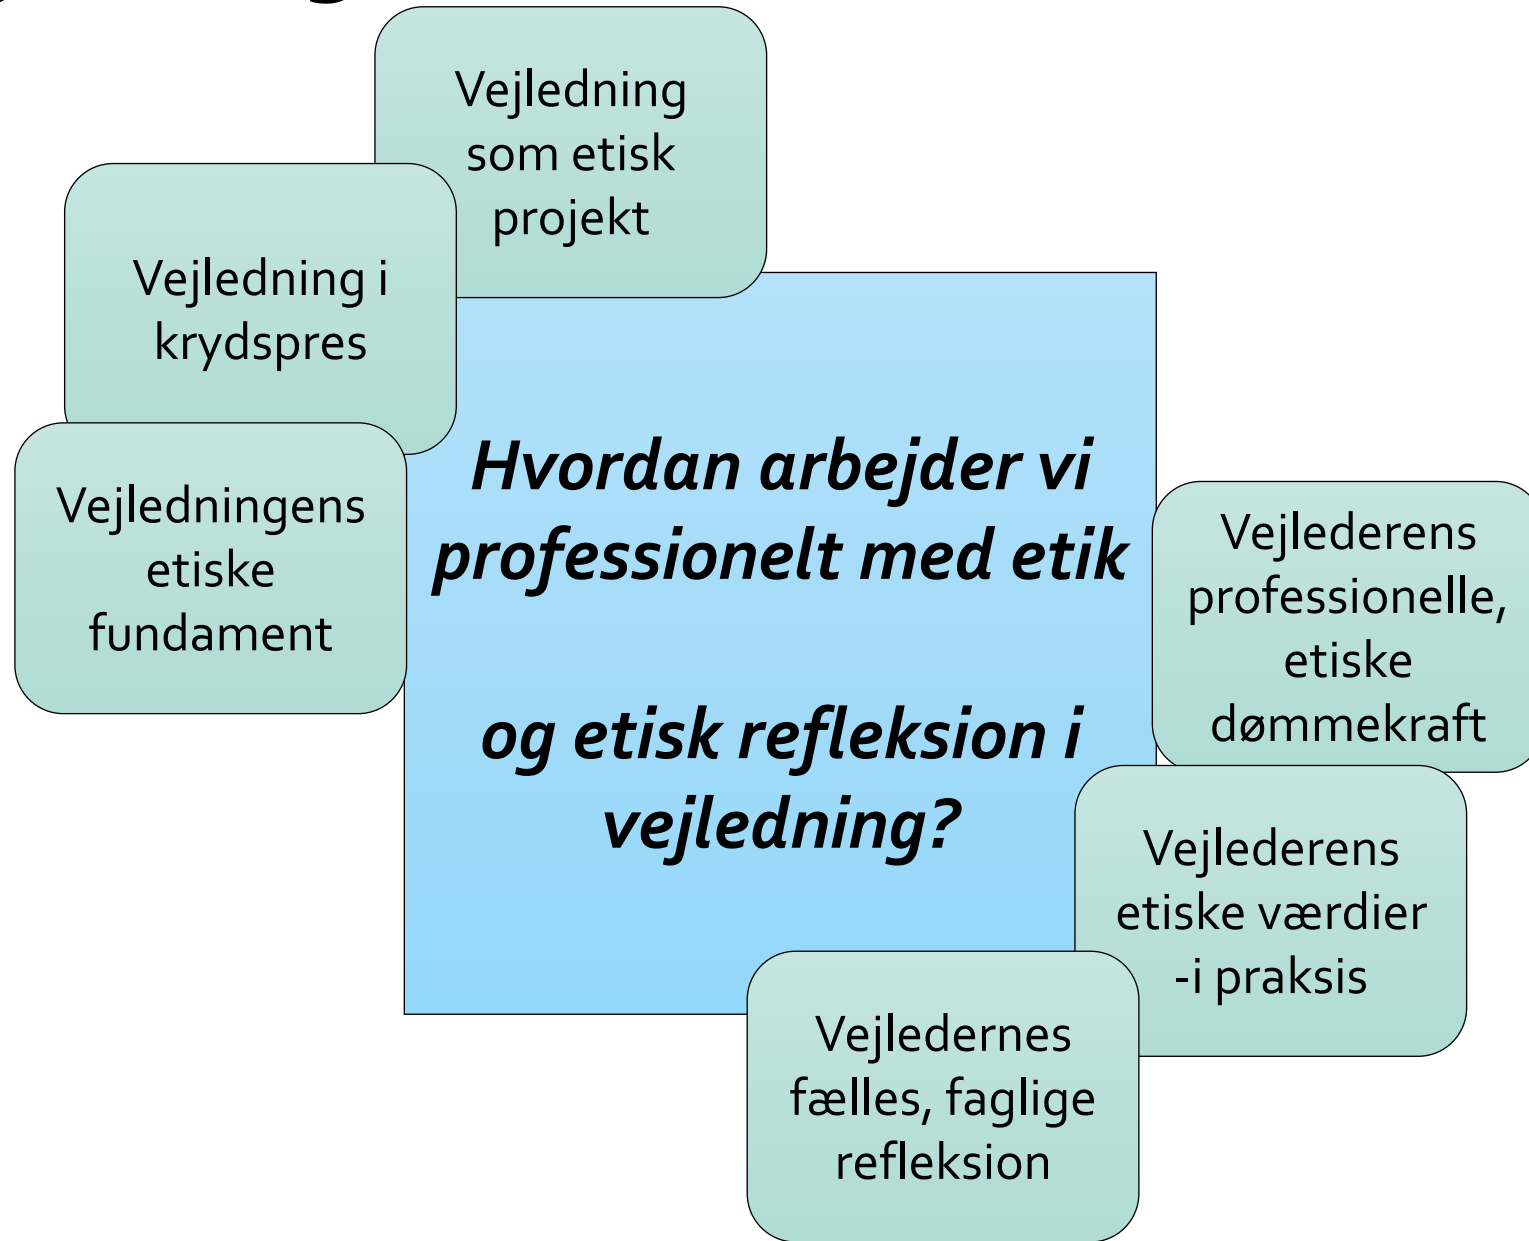 Vejledning
som etisk
projekt
Vejledning i
krydspres
Vejledningens
etiske
fundament
Hvordan arbejder vi
professionelt med etik
og etisk refleksion i
vejledning?
Vejlederens
professionelle,
etiske
dømmekraft
Vejlederens
etiske værdier
-i praksis
Vejledernes
fælles, faglige
refleksion